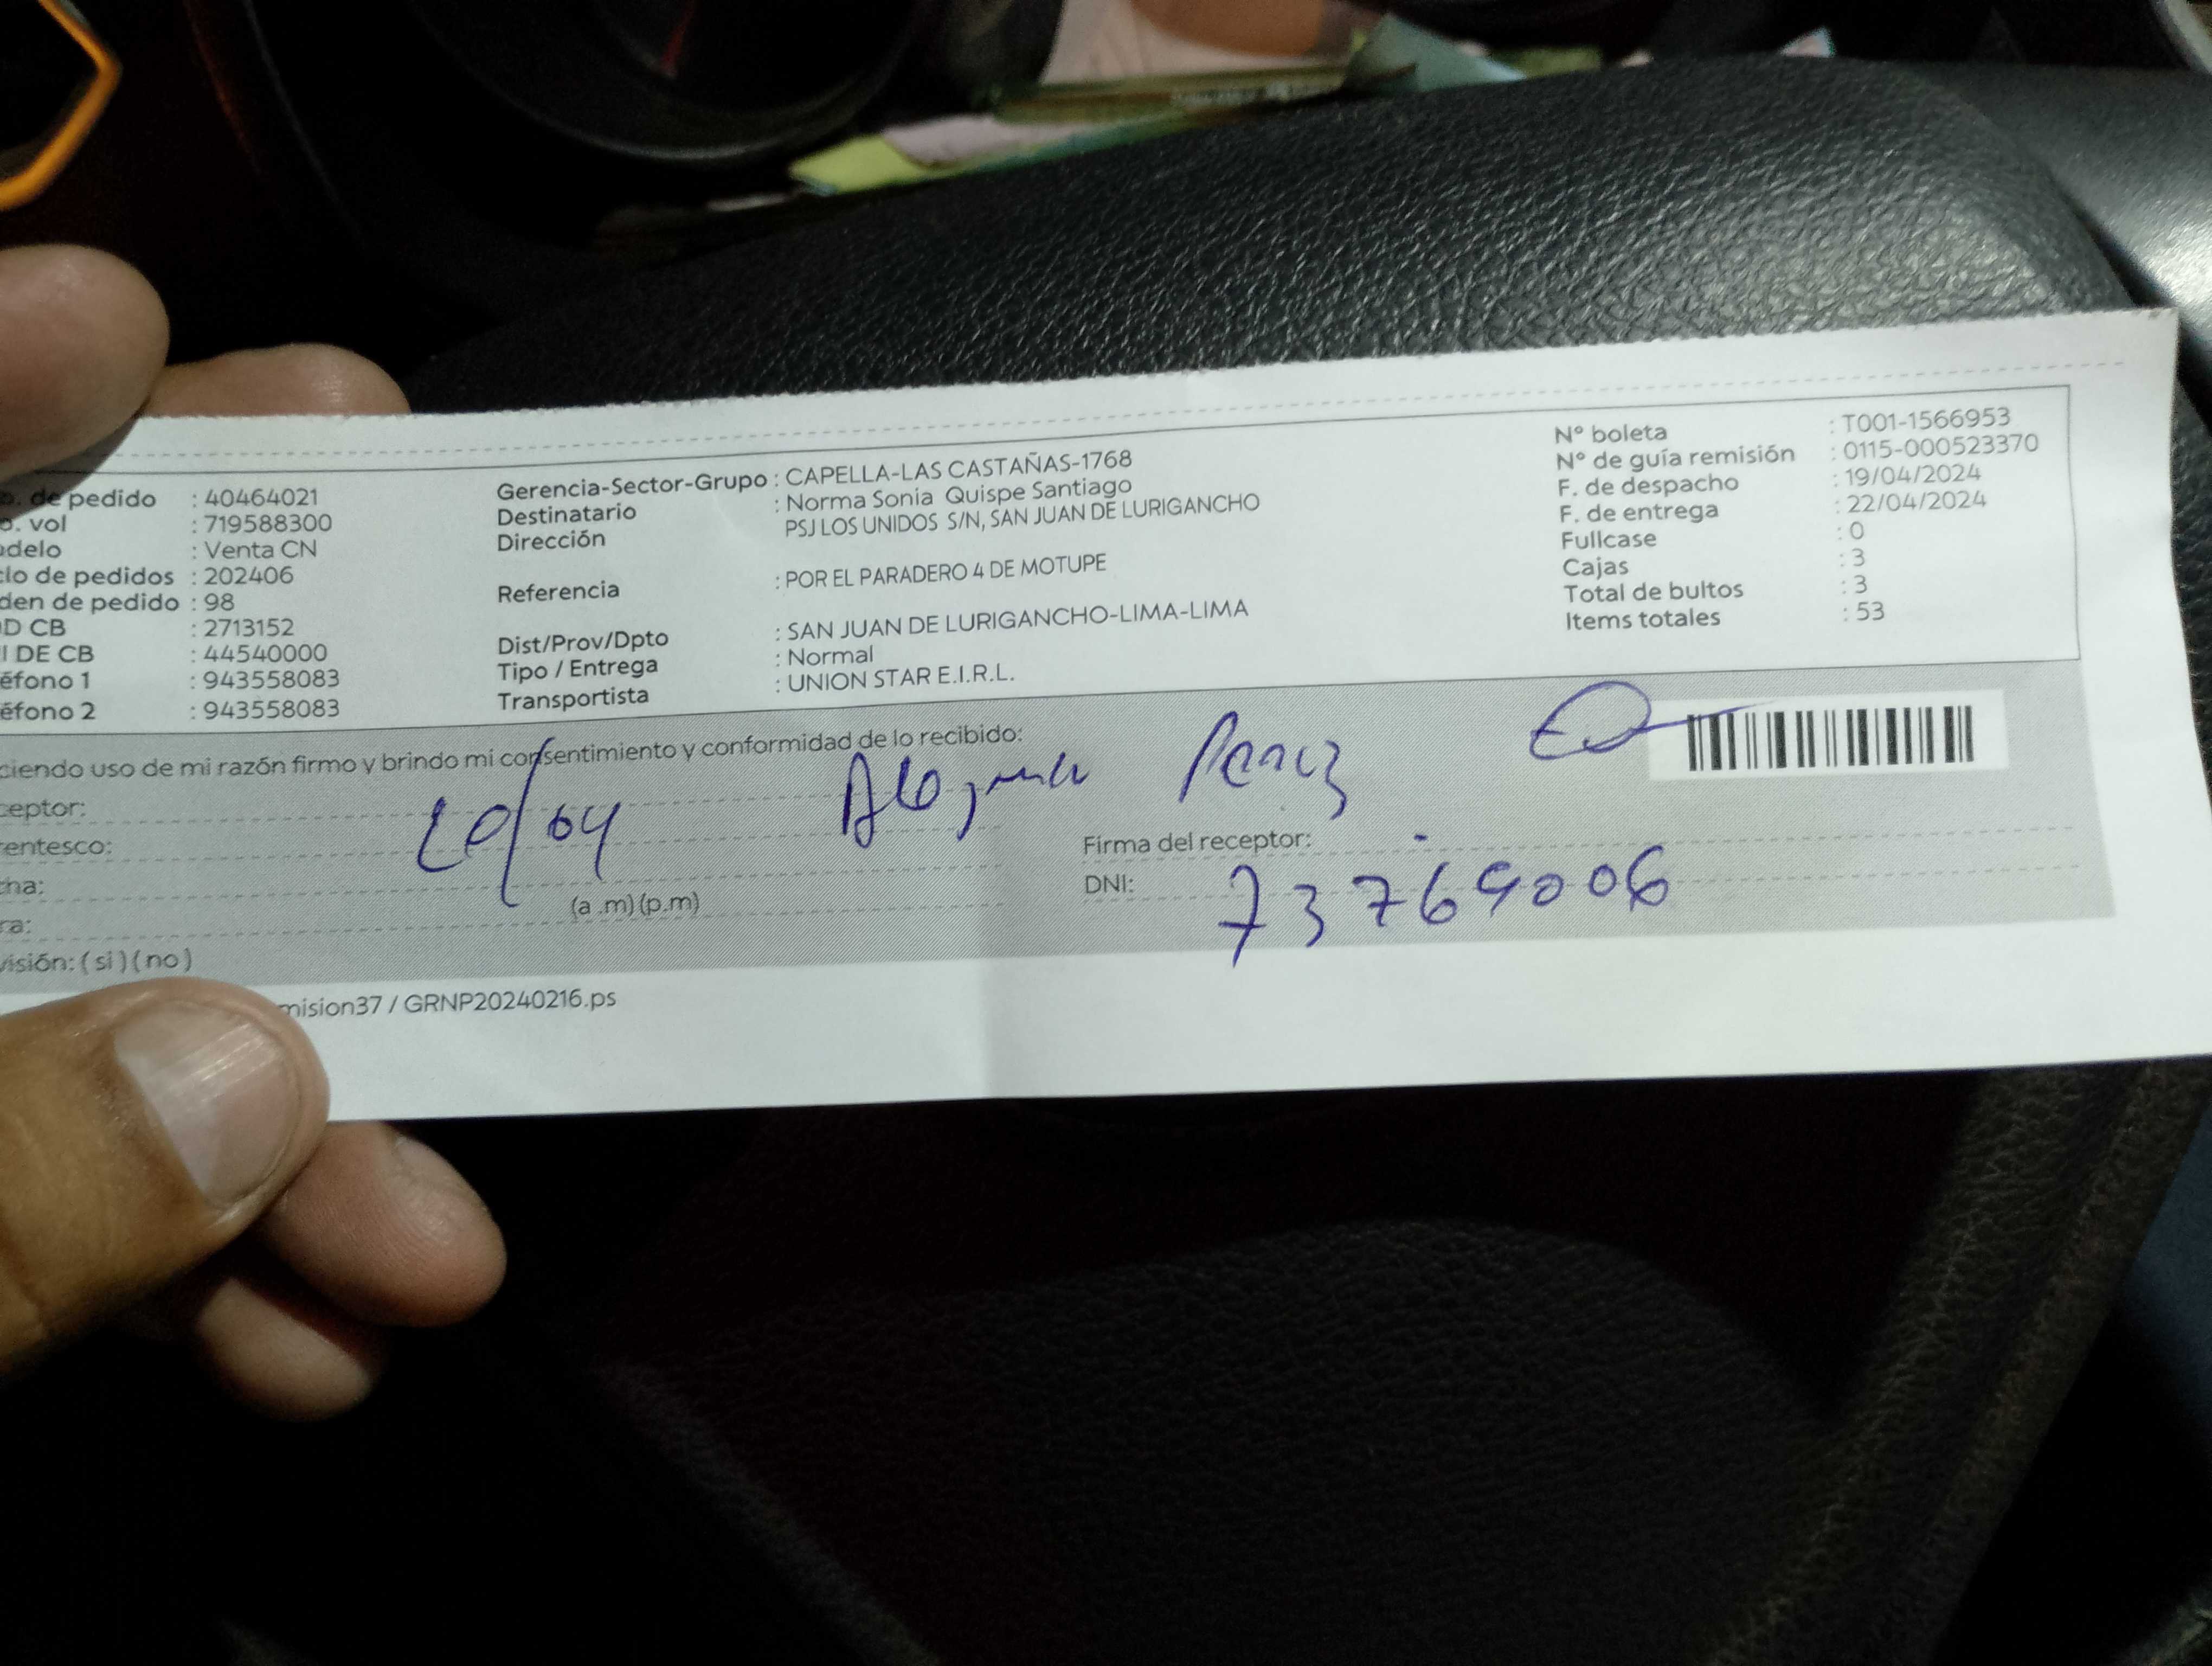 o. de pedido : 40464021
o. vol : 719588300
delo : Venta CN
clo de pedidos : 202406
den de pedido : 98
D CB : 2713152
I DE CB : 44540000
éfono 1 : 943558083
éfono 2 : 943558083
Gerencia-Sector-Grupo : CAPELLA-LAS CASTAÑAS-1768
Destinatario : Norma Sonia Quispe Santiago
Dirección PSJ LOS UNIDOS S/N, SAN JUAN DE LURIGANCHO
Referencia : POR EL PARADERO 4 DE MOTUPE
Dist/Prov/Dpto : SAN JUAN DE LURIGANCHO-LIMA-LIMA
Tipo / Entrega : Normal
Transportista : UNION STAR E.I.R.L.
N° boleta : T001-1566953
N° de guía remisión : 0115-000523370
F. de despacho : 19/04/2024
F. de entrega : 22/04/2024
Fullcase : 0
Cajas : 3
Total de bultos : 3
Items totales : 53
ciendo uso de mi razón firmo y brindo mi consentimiento y conformidad de lo recibido:
ceptor:
rentesco:
cha:
ra: (a .m) (p.m)
visión: (si) (no)
20/04
Firma del receptor:
DNI: 73769006
mision37 / GRNP20240216.ps